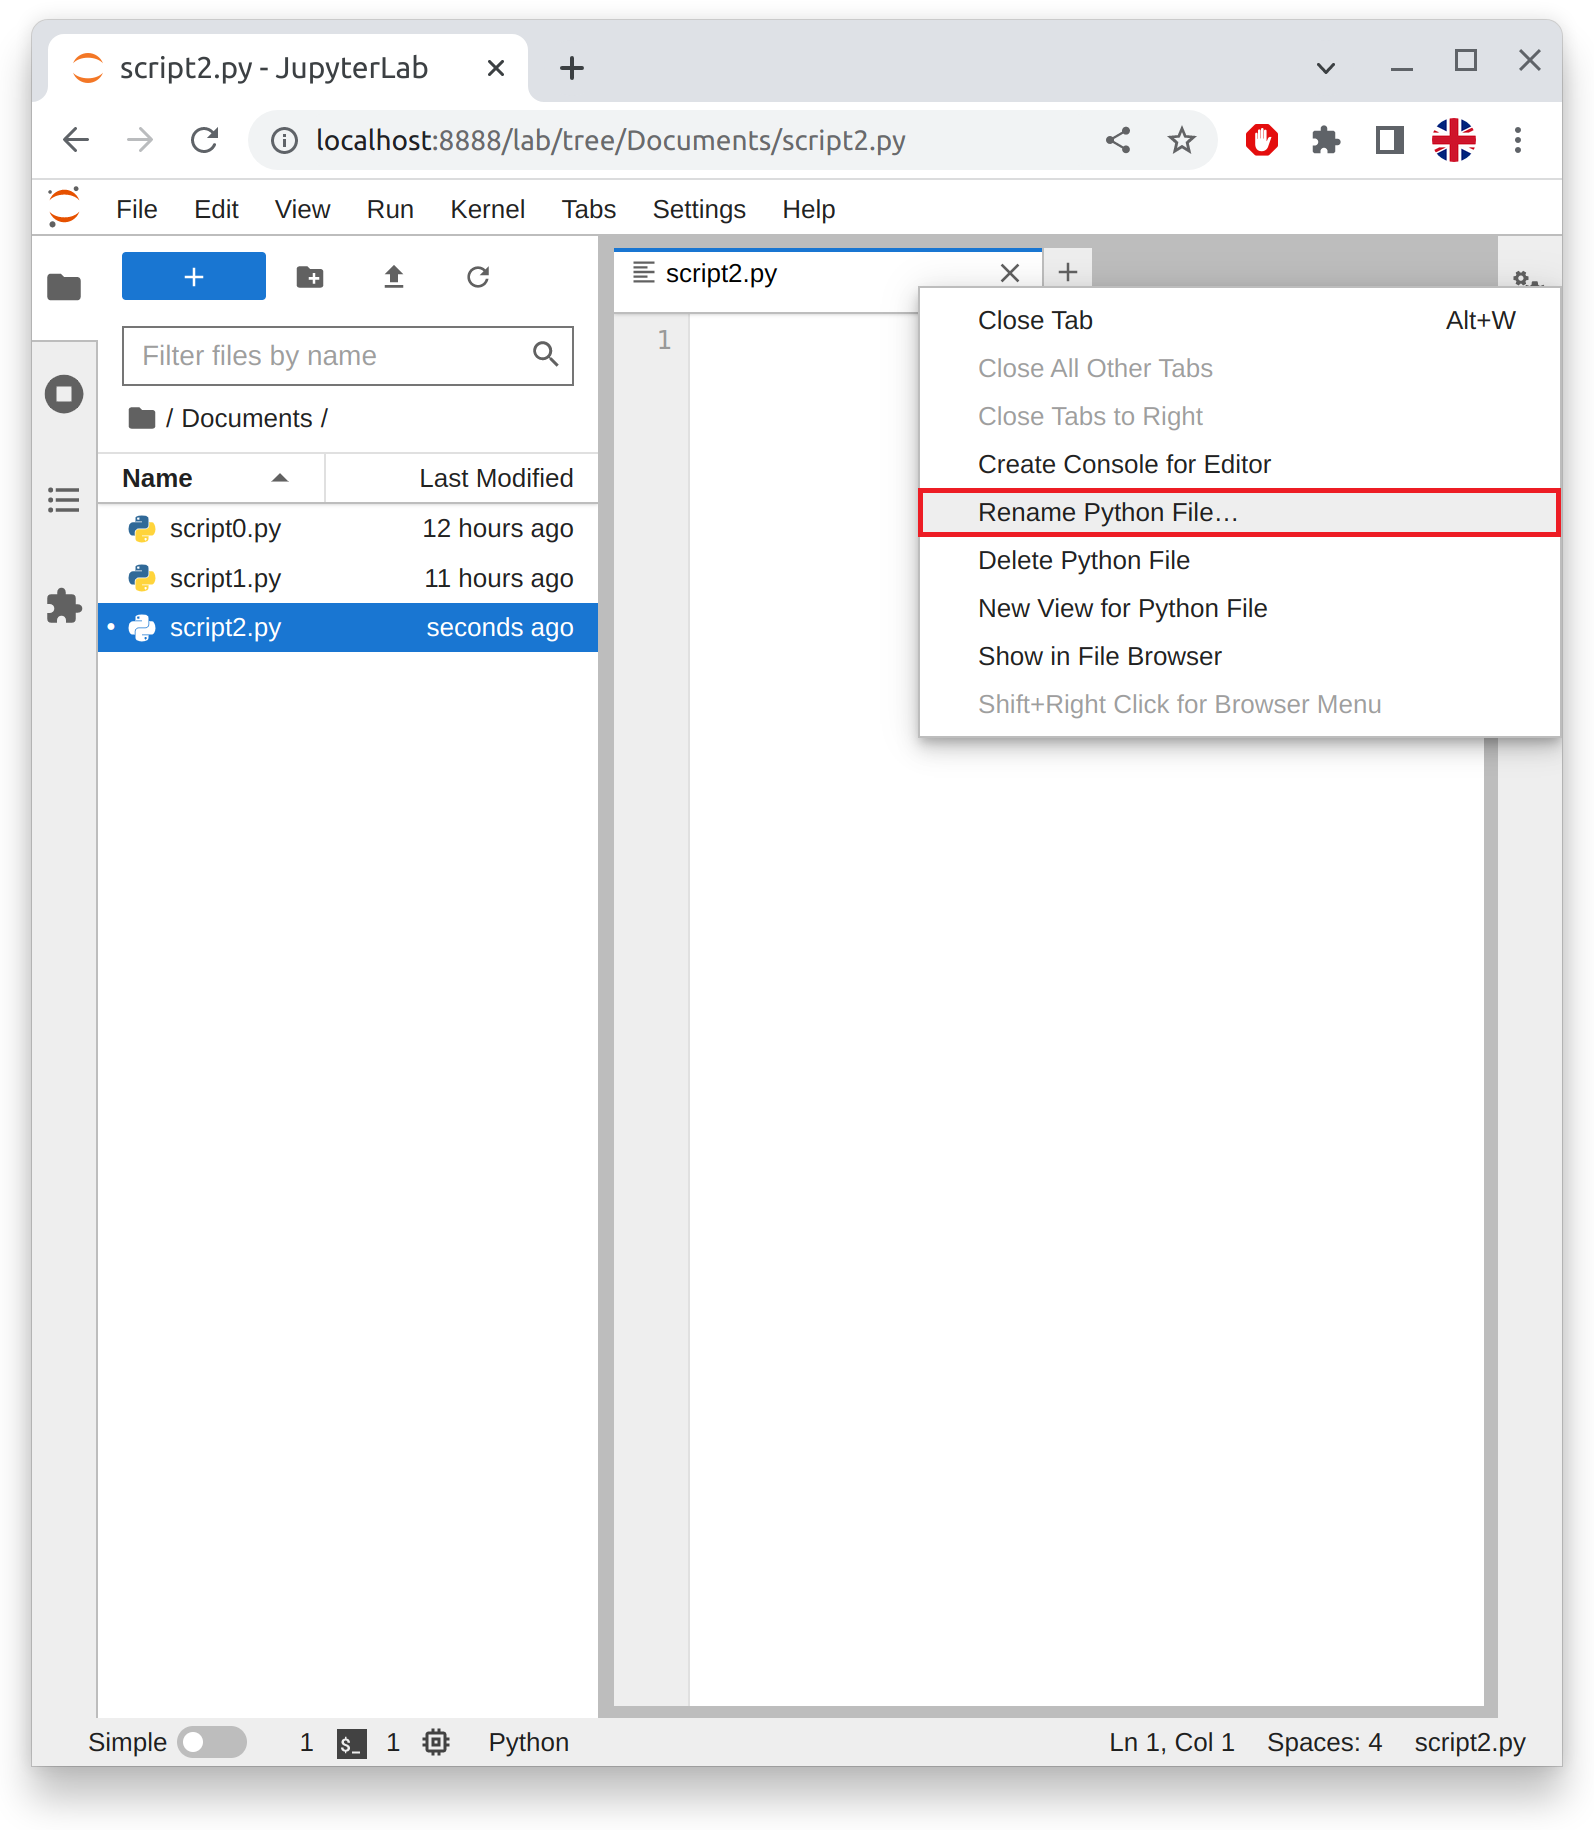 script2.py - JupyterLab
localhost:8888/lab/tree/Documents/script2.py
File Edit View Run Kernel Tabs Settings Help
script2.py
Filter files by name
/ Documents /
Name Last Modified
script0.py 12 hours ago
script1.py 11 hours ago
script2.py seconds ago
1
Close Tab Alt+W
Close All Other Tabs
Close Tabs to Right
Create Console for Editor
Rename Python File…
Delete Python File
New View for Python File
Show in File Browser
Shift+Right Click for Browser Menu
Simple 1 $_ 1 Python Ln 1, Col 1 Spaces: 4 script2.py